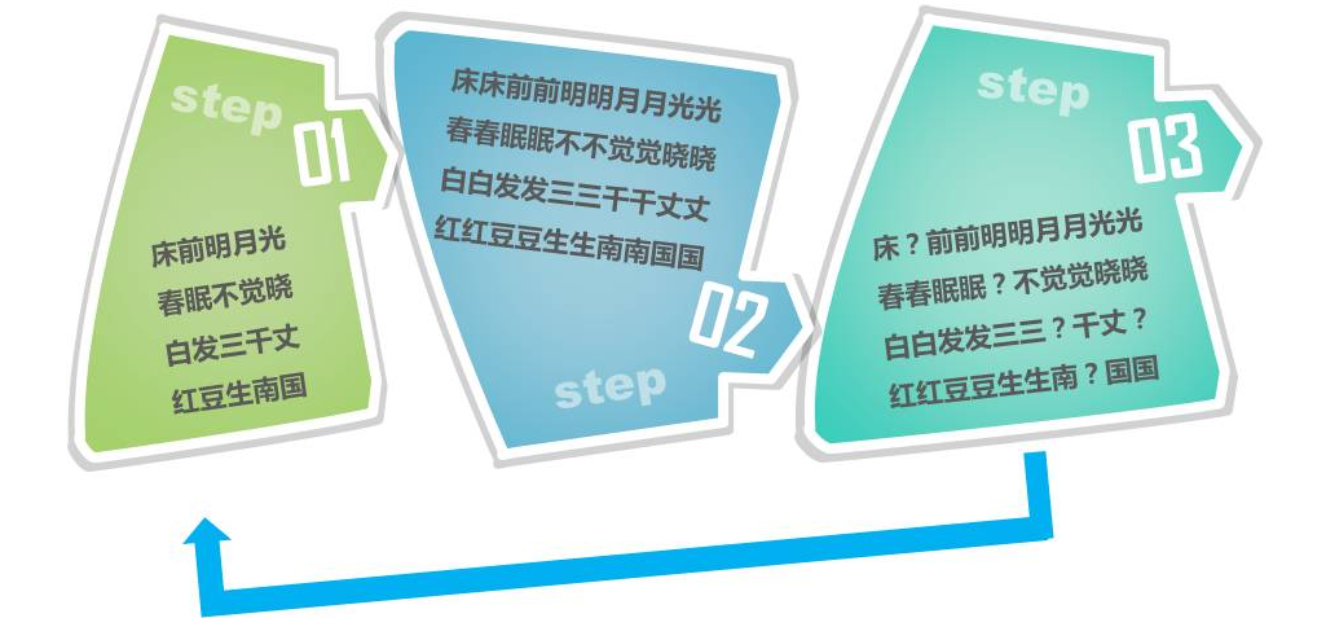 step
01
床前明月光
春眠不觉晓
白发三千丈
红豆生南国
床床前前明明月月光光
春春眠眠不不觉觉晓晓
白白发发三三千千丈丈
红红豆豆生生南南国国
02
step
step
03
床？前前明明月月光光
春春眠眠？不觉觉晓晓
白白发发三三？千丈？
红红豆豆生生南？国国